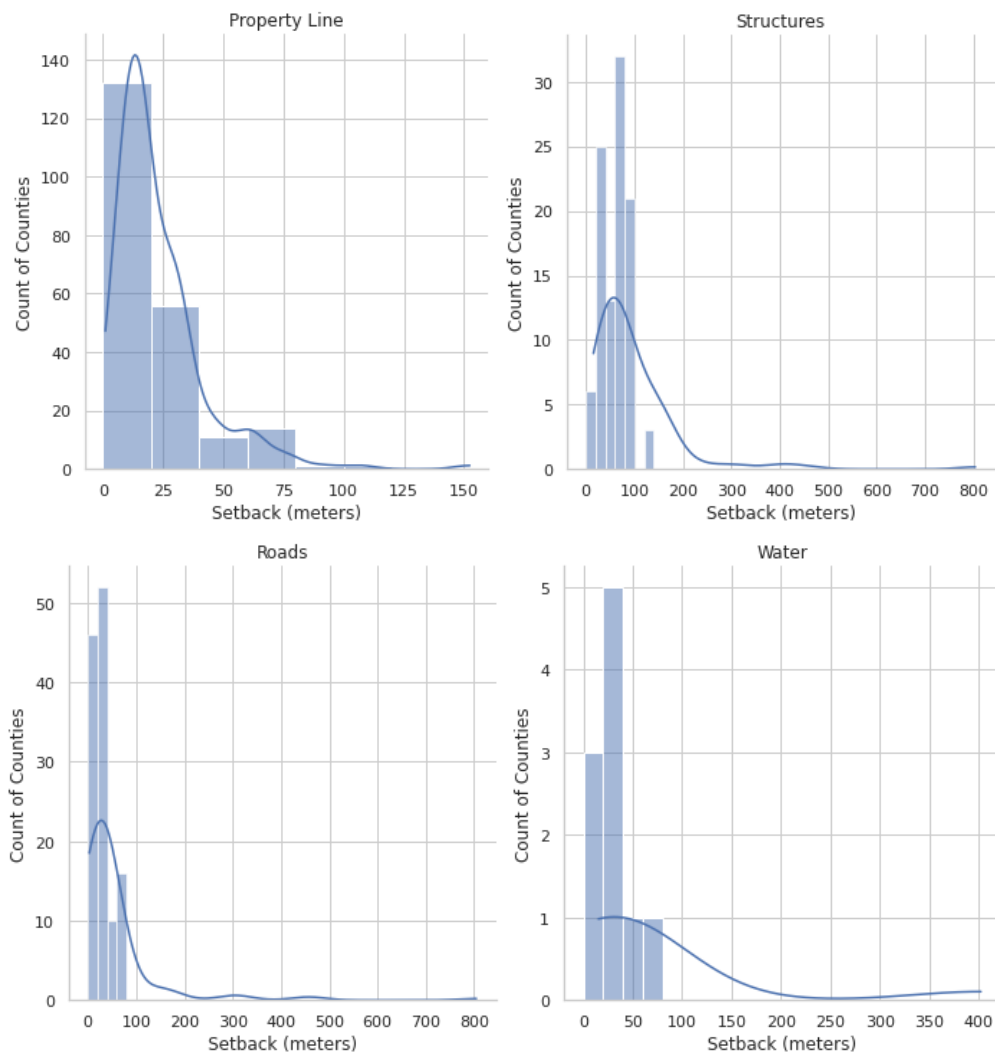 Property Line
Count of Counties
140
120
100
80
60
40
20
0
0 25 50 75 100 125 150
Setback (meters)
Structures
Count of Counties
30
25
20
15
10
5
0
0 100 200 300 400 500 600 700 800
Setback (meters)
Roads
Count of Counties
50
40
30
20
10
0
0 100 200 300 400 500 600 700 800
Setback (meters)
Water
Count of Counties
5
4
3
2
1
0
0 50 100 150 200 250 300 350 400
Setback (meters)